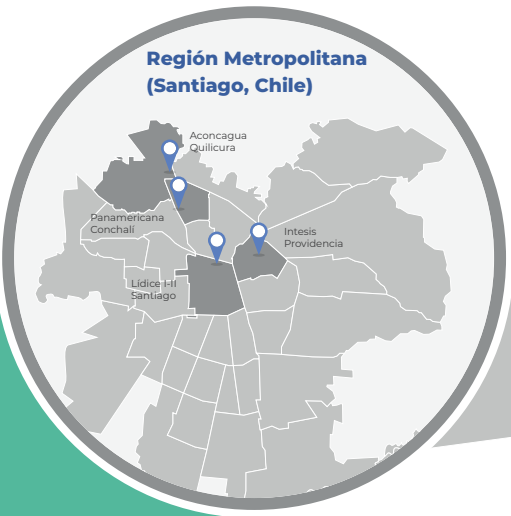 Región Metropolitana
(Santiago, Chile)
Aconcagua
Quilicura
Panamericana
Conchalí
Intesis
Providencia
Lídice I-II
Santiago